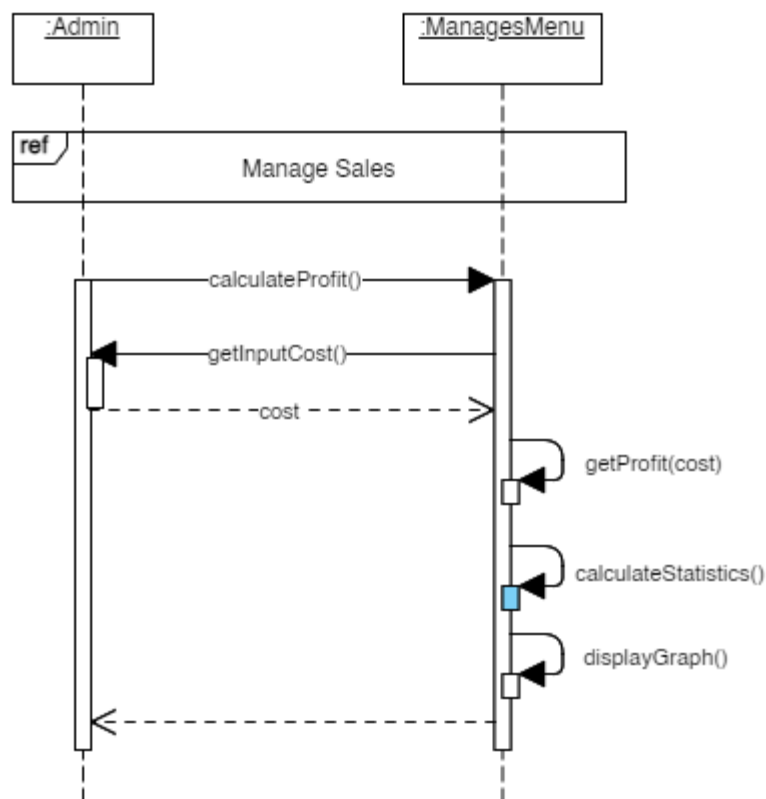 :Admin
:ManagesMenu
ref
Manage Sales
calculateProfit()
getInputCost()
cost
getProfit(cost)
calculateStatistics()
displayGraph()